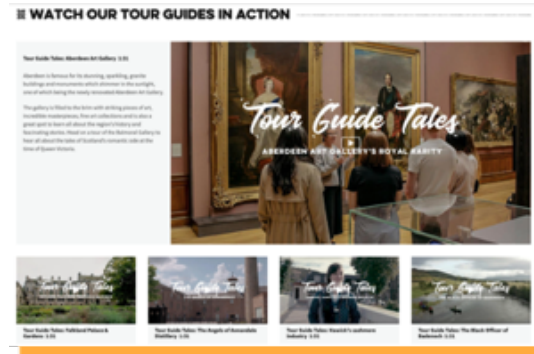 WATCH OUR TOUR GUIDES IN ACTION
Tour Guide Tales: Aberdeen Art Gallery 1:31
Aberdeen is famous for its stunning, sparkling, granite
buildings and monuments which shimmer in the sunlight,
one of which being the newly renovated Aberdeen Art Gallery.
The gallery is filled to the brim with striking pieces of art,
incredible masterpieces, fine art collections and is also a
great spot to learn all about the region's history and
fascinating stories. Head on a tour of the Balmoral Gallery to
hear all about the tales of Scotland's romantic side at the
time of Queen Victoria.
Tour Guide Tales
ABERDEEN ART GALLERY'S ROYAL RARITY
Tour Guide Tales
Tour Guide Tales
Tour Guide Tales
Tour Guide Tales
Tour Guide Tales: Falkland Palace &
Gardens 1:31
Tour Guide Tales: The Angels of Annandale
Distillery 1:31
Tour Guide Tales: Hawick's cashmere
industry 1:31
Tour Guide Tales: The Black Officer of
Badenoch 1:31